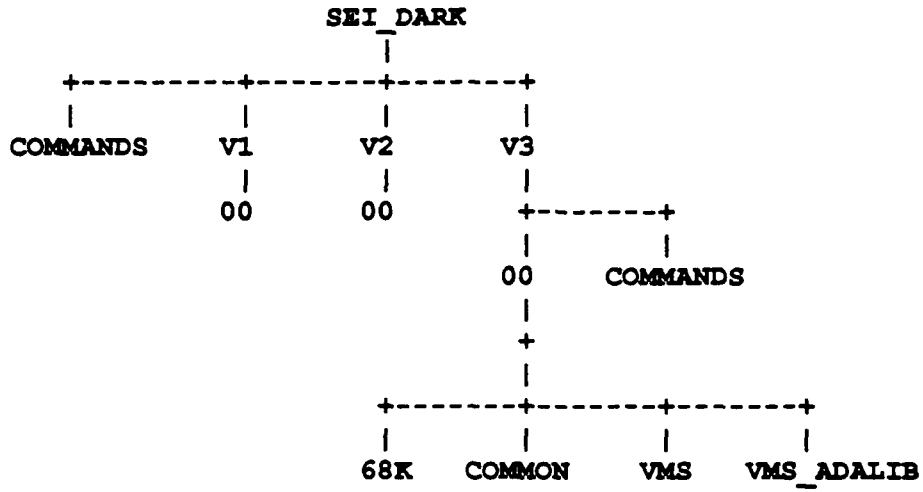 SEI_DARK
COMMANDS V1 V2 V3
00 00
00 COMMANDS
68K COMMON VMS VMS_ADALIB